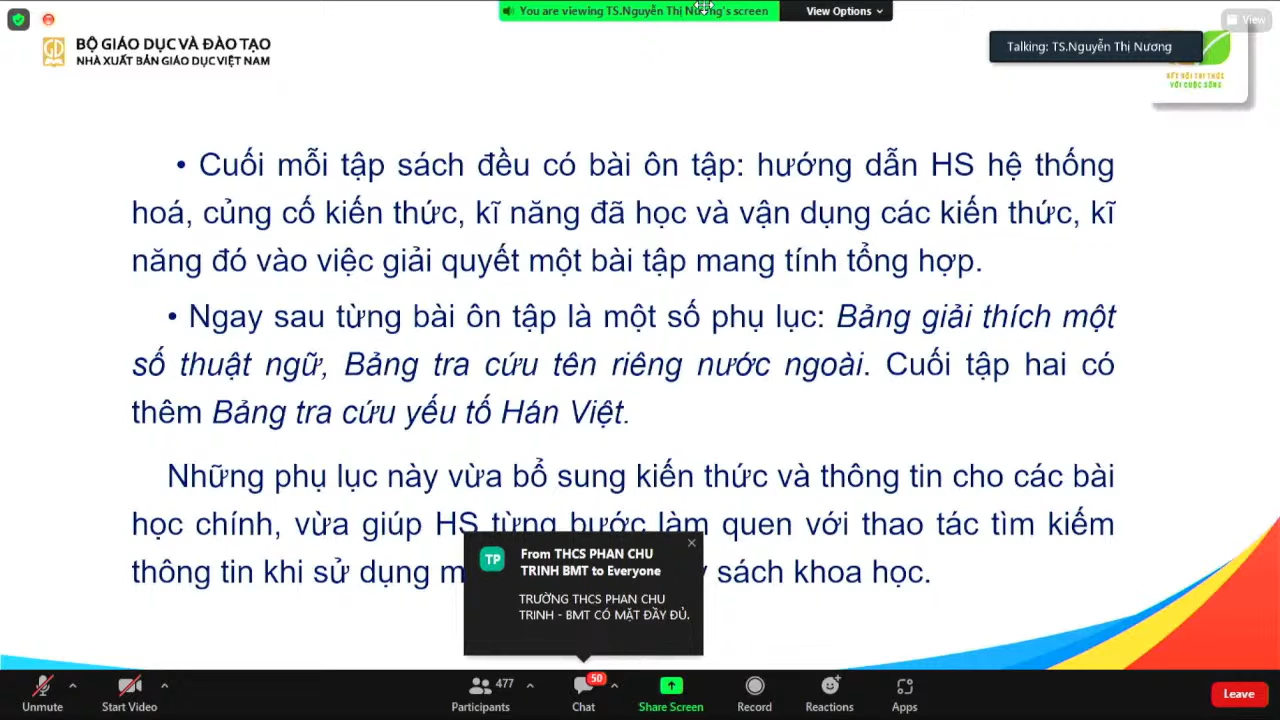 You are viewing TS.Nguyễn Thị Nương's screen
View Options
View
BỘ GIÁO DỤC VÀ ĐÀO TẠO
NHÀ XUẤT BẢN GIÁO DỤC VIỆT NAM
Talking: TS.Nguyễn Thị Nương
KẾT NỐI TRI THỨC
VỚI CUỘC SỐNG
• Cuối mỗi tập sách đều có bài ôn tập: hướng dẫn HS hệ thống
hoá, củng cố kiến thức, kĩ năng đã học và vận dụng các kiến thức, kĩ
năng đó vào việc giải quyết một bài tập mang tính tổng hợp.
• Ngay sau từng bài ôn tập là một số phụ lục: Bảng giải thích một
số thuật ngữ, Bảng tra cứu tên riêng nước ngoài. Cuối tập hai có
thêm Bảng tra cứu yếu tố Hán Việt.
Những phụ lục này vừa bổ sung kiến thức và thông tin cho các bài
học chính, vừa giúp HS từng bước làm quen với thao tác tìm kiếm
thông tin khi sử dụng sách khoa học.
TP
From THCS PHAN CHU
TRINH BMT to Everyone
TRƯỜNG THCS PHAN CHU
TRINH - BMT CÓ MẶT ĐẦY ĐỦ.
Unmute
Start Video
477
Participants
50
Chat
Share Screen
Record
Reactions
Apps
Leave